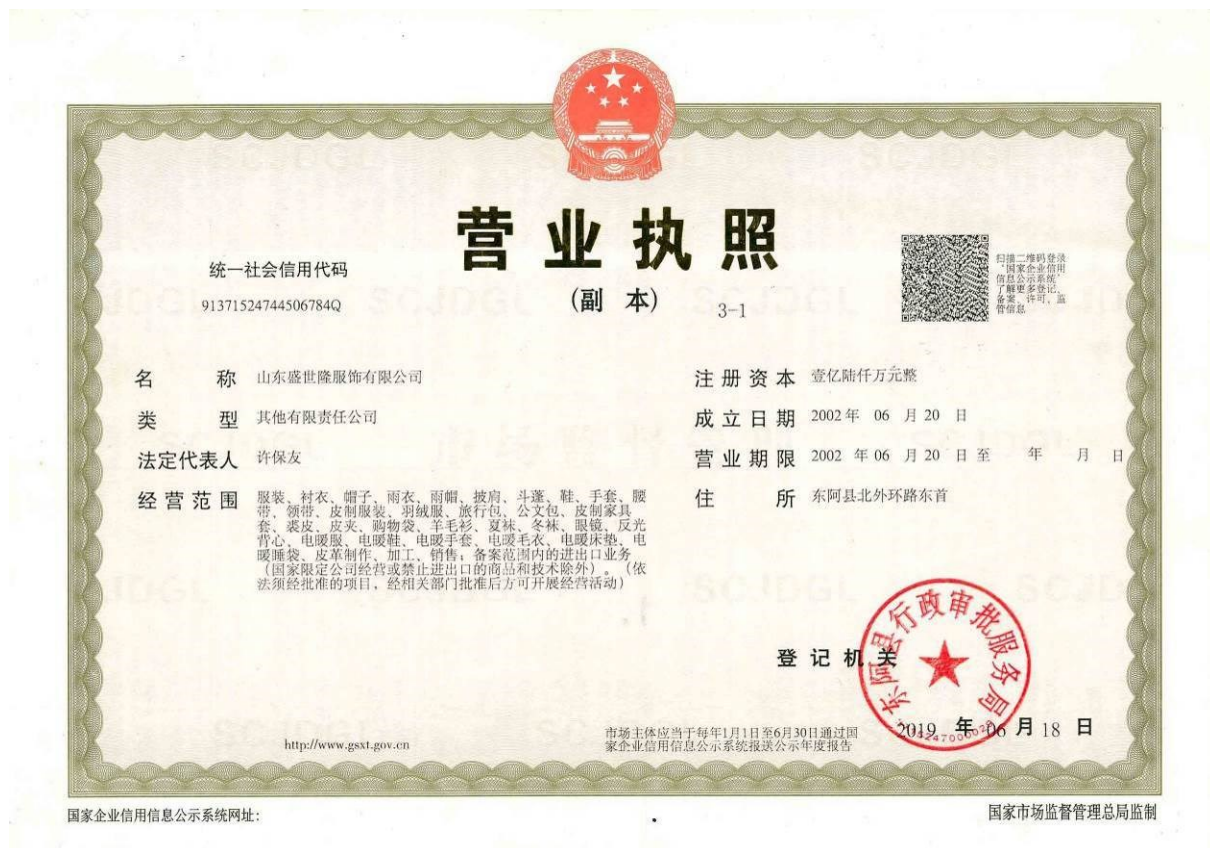 营业执照
(副 本)
3-1
统一社会信用代码
91371524744506784Q
扫描二维码登录
“国家企业信用
信息公示系统”
了解更多登记、
备案、许可、监
管信息
名 称 山东盛世隆服饰有限公司
类 型 其他有限责任公司
法定代表人 许保友
经营范围 服装、衬衣、帽子、雨衣、雨帽、披肩、斗蓬、鞋、手套、腰
带、领带、皮制服装、羽绒服、旅行包、公文包、皮制家具
套、裘皮、皮夹、购物袋、羊毛衫、夏袜、冬袜、眼镜、反光
背心、电暖服、电暖鞋、电暖手套、电暖毛衣、电暖床垫、电
暖睡袋、皮革制作、加工、销售；备案范围内的进出口业务
（国家限定公司经营或禁止进出口的商品和技术除外）。（依
法须经批准的项目，经相关部门批准后方可开展经营活动）
注册资本 壹亿陆仟万元整
成立日期 2002年 06 月 20 日
营业期限 2002 年 06 月 20 日至 年 月 日
住 所 东阿县北外环路东首
登记机关
东阿县行政审批服务局
2019 年 06 月 18 日
http://www.gsxt.gov.cn
市场主体应当于每年1月1日至6月30日通过国
家企业信用信息公示系统报送公示年度报告
国家企业信用信息公示系统网址：
国家市场监督管理总局监制